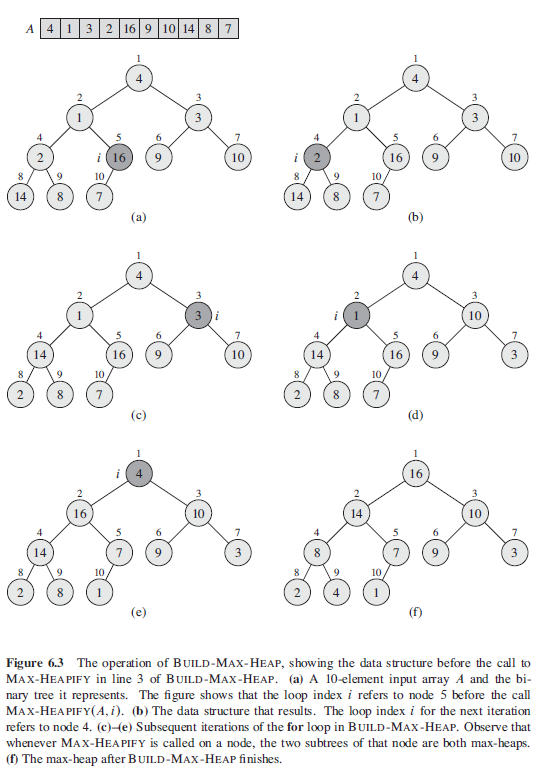 A 4 1 3 2 16 9 10 14 8 7
1
4
2 3
1 3
4 5 6 7
2 i 16 9 10
8 9 10
14 8 7
(a)
1
4
2 3
1 3
4 5 6 7
i 2 16 9 10
8 9 10
14 8 7
(b)
1
4
2 3
1 3 i
4 5 6 7
14 16 9 10
8 9 10
2 8 7
(c)
1
4
2 3
i 1 10
4 5 6 7
14 16 9 3
8 9 10
2 8 7
(d)
1
i 4
2 3
16 10
4 5 6 7
14 7 9 3
8 9 10
2 8 1
(e)
1
16
2 3
14 10
4 5 6 7
8 7 9 3
8 9 10
2 4 1
(f)
Figure 6.3 The operation of BUILD-MAX-HEAP, showing the data structure before the call to
MAX-HEAPIFY in line 3 of BUILD-MAX-HEAP. (a) A 10-element input array A and the bi-
nary tree it represents. The figure shows that the loop index i refers to node 5 before the call
MAX-HEAPIFY(A, i). (b) The data structure that results. The loop index i for the next iteration
refers to node 4. (c)–(e) Subsequent iterations of the for loop in BUILD-MAX-HEAP. Observe that
whenever MAX-HEAPIFY is called on a node, the two subtrees of that node are both max-heaps.
(f) The max-heap after BUILD-MAX-HEAP finishes.